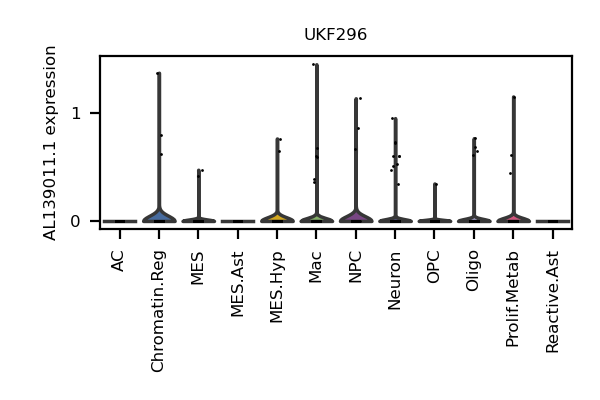 UKF296
AL139011.1 expression
1
0
AC
Chromatin.Reg
MES
MES.Ast
MES.Hyp
Mac
NPC
Neuron
OPC
Oligo
Prolif.Metab
Reactive.Ast